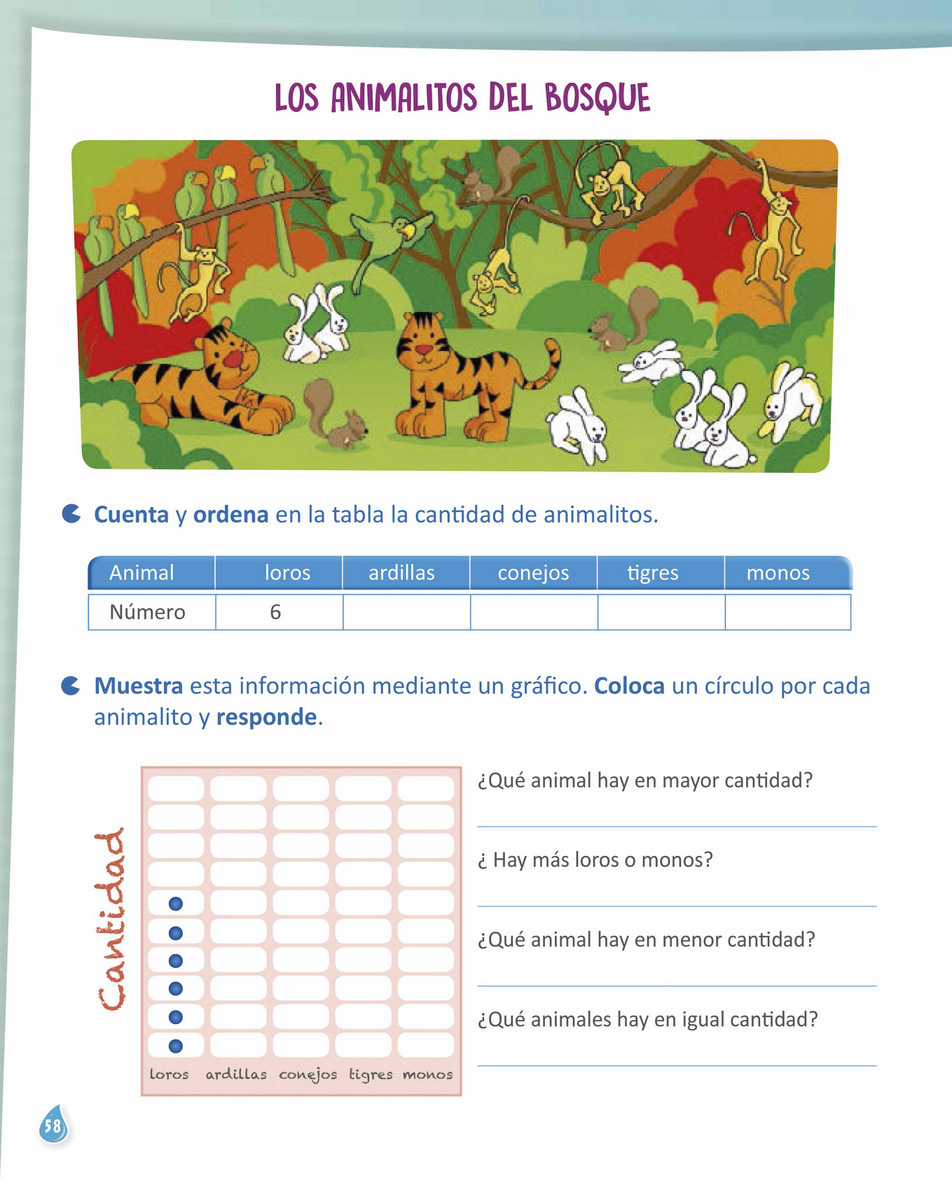 LOS ANIMALITOS DEL BOSQUE
Cuenta y ordena en la tabla la cantidad de animalitos.
Animal loros ardillas conejos tigres monos
Número 6
Muestra esta información mediante un gráfico. Coloca un círculo por cada
animalito y responde.
Cantidad
loros ardillas conejos tigres monos
¿Qué animal hay en mayor cantidad?
¿ Hay más loros o monos?
¿Qué animal hay en menor cantidad?
¿Qué animales hay en igual cantidad?
58